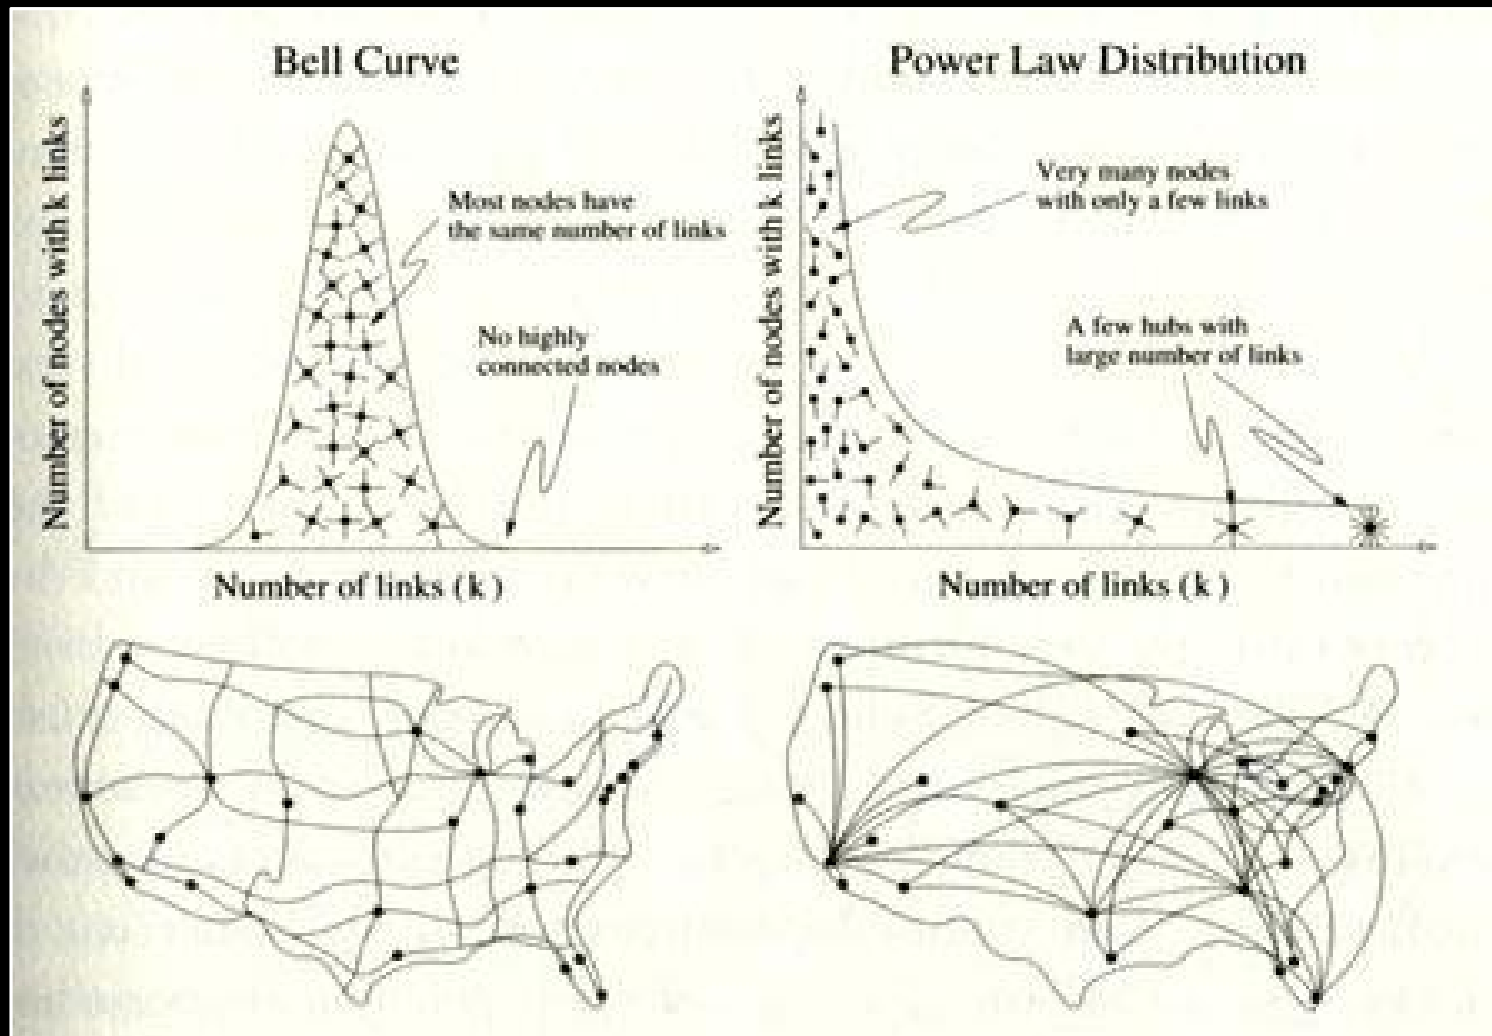 Bell Curve
Number of nodes with k links
Most nodes have
the same number of links
No highly
connected nodes
Number of links (k)
Power Law Distribution
Number of nodes with k links
Very many nodes
with only a few links
A few hubs with
large number of links
Number of links (k)